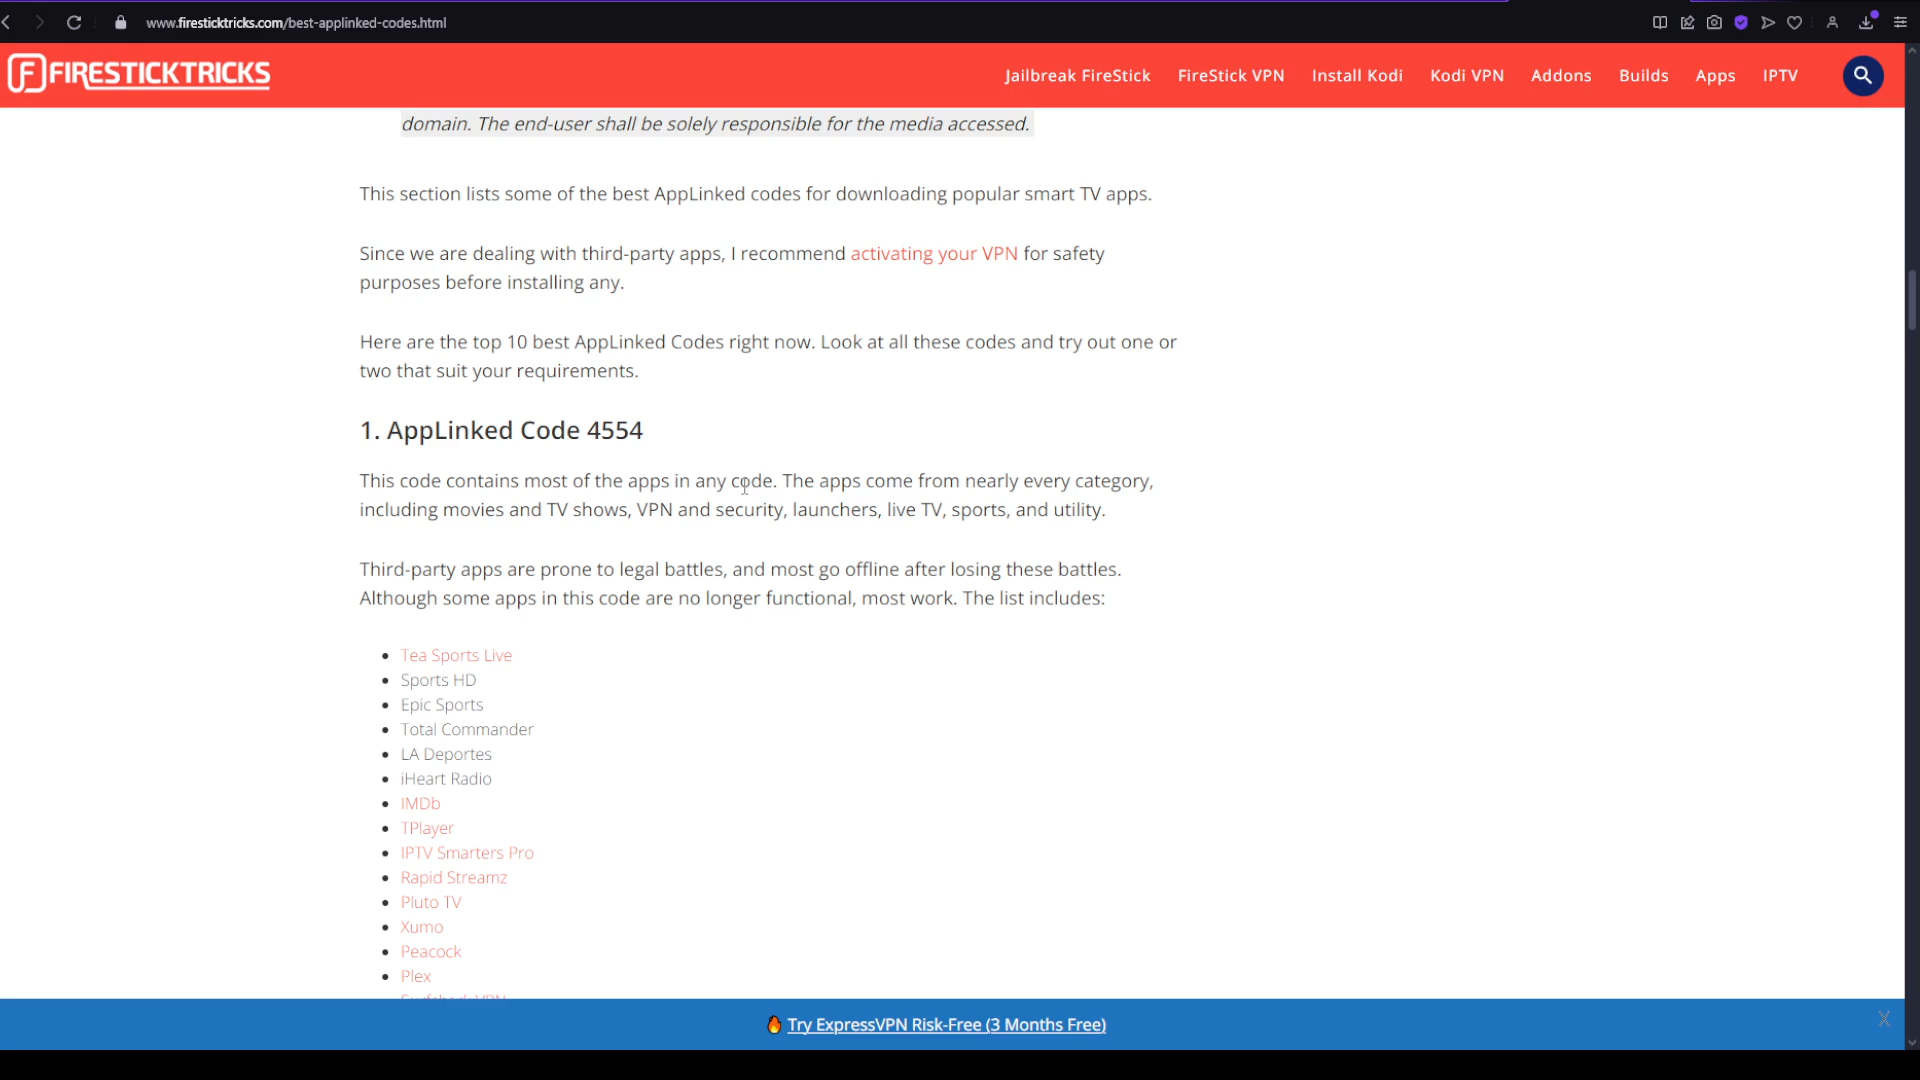 www.firesticktricks.com/best-applinked-codes.html
FIRESTICKTRICKS
Jailbreak FireStick FireStick VPN Install Kodi Kodi VPN Addons Builds Apps IPTV
domain. The end-user shall be solely responsible for the media accessed.
This section lists some of the best AppLinked codes for downloading popular smart TV apps.
Since we are dealing with third-party apps, I recommend activating your VPN for safety
purposes before installing any.
Here are the top 10 best AppLinked Codes right now. Look at all these codes and try out one or
two that suit your requirements.
1. AppLinked Code 4554
This code contains most of the apps in any code. The apps come from nearly every category,
including movies and TV shows, VPN and security, launchers, live TV, sports, and utility.
Third-party apps are prone to legal battles, and most go offline after losing these battles.
Although some apps in this code are no longer functional, most work. The list includes:
Tea Sports Live
Sports HD
Epic Sports
Total Commander
LA Deportes
iHeart Radio
IMDb
TPlayer
IPTV Smarters Pro
Rapid Streamz
Pluto TV
Xumo
Peacock
Plex
Surfshark VPN
Try ExpressVPN Risk-Free (3 Months Free)
X